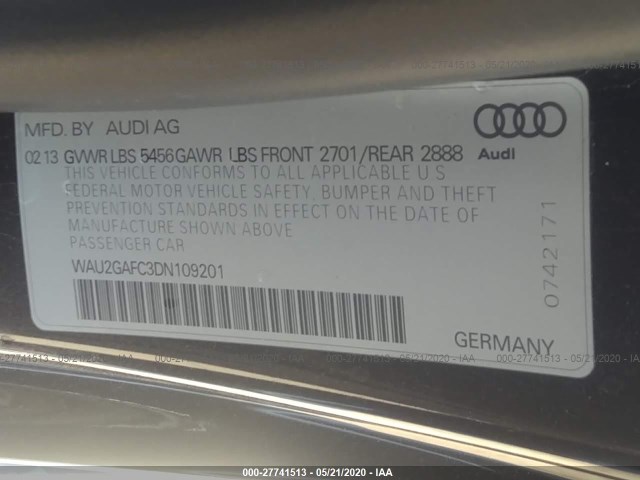 MFD. BY AUDI AG
02 13 GVWR LBS 5456 GAWR LBS FRONT 2701/REAR 2888
Audi
THIS VEHICLE CONFORMS TO ALL APPLICABLE U S
FEDERAL MOTOR VEHICLE SAFETY, BUMPER AND THEFT
PREVENTION STANDARDS IN EFFECT ON THE DATE OF
MANUFACTURE SHOWN ABOVE
PASSENGER CAR
WAU2GAFC3DN109201
0742171
GERMANY
000-27741513 - 05/21/2020 - IAA